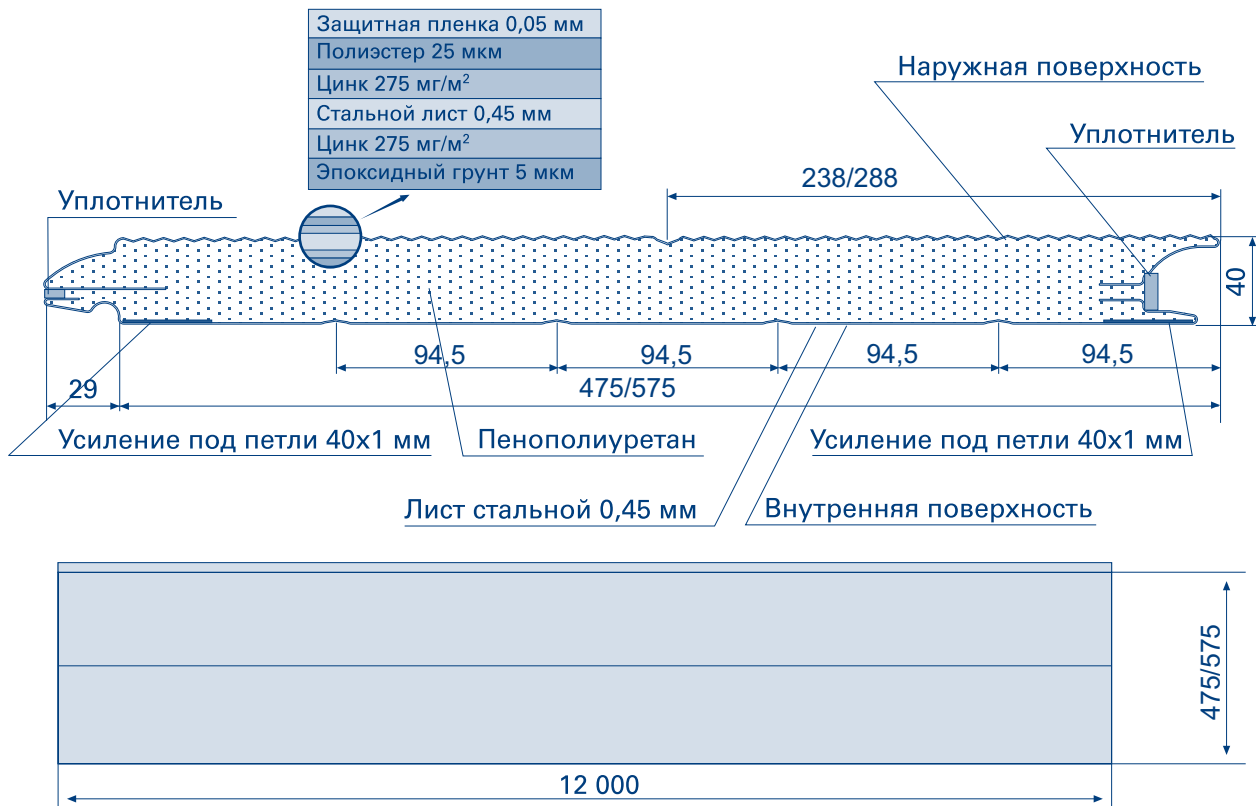 Защитная пленка 0,05 мм
Полиэстер 25 мкм
Цинк 275 мг/м²
Стальной лист 0,45 мм
Цинк 275 мг/м²
Эпоксидный грунт 5 мкм
Наружная поверхность
Уплотнитель
238/288
Уплотнитель
40
94,5
94,5
94,5
94,5
29
475/575
Усиление под петли 40х1 мм
Пенополиуретан
Усиление под петли 40х1 мм
Лист стальной 0,45 мм
Внутренняя поверхность
475/575
12 000